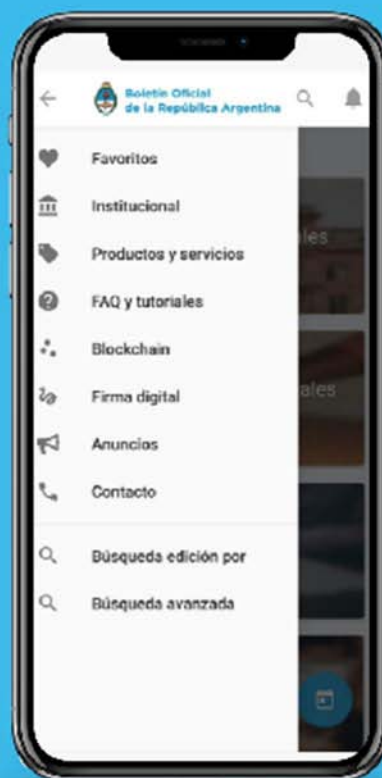 Boletín Oficial
de la República Argentina
Favoritos
Institucional
Productos y servicios
FAQ y tutoriales
Blockchain
Firma digital
Anuncios
Contacto
Búsqueda edición por
Búsqueda avanzada